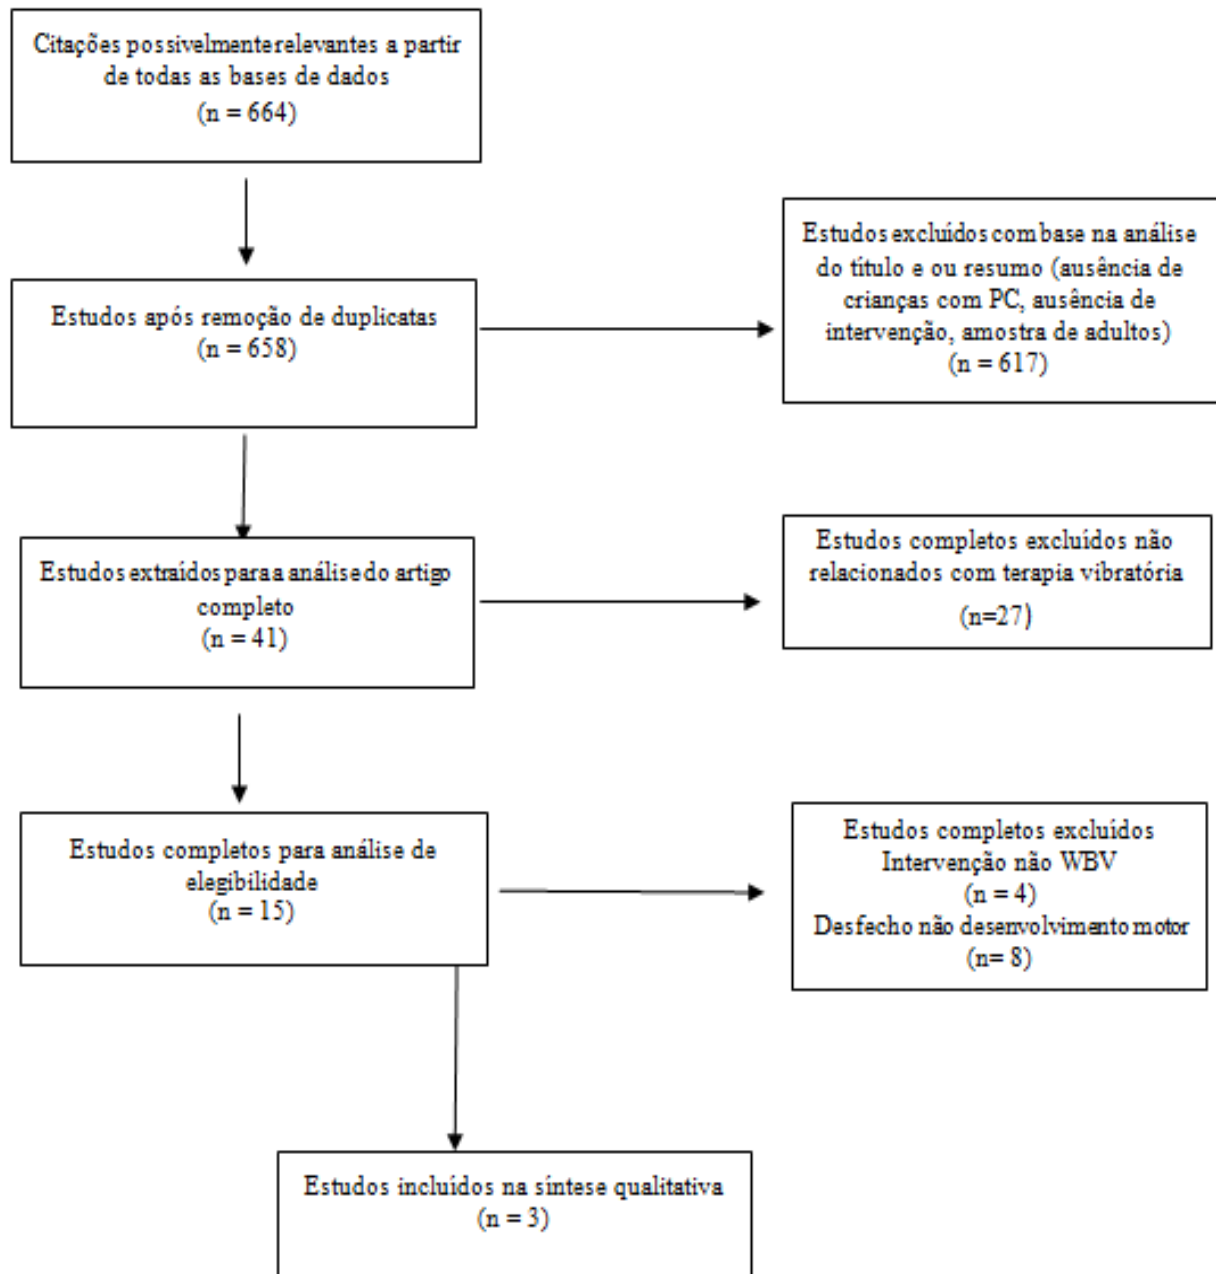 Citações possivelmente relevantes a partir
de todas as bases de dados
(n = 664)
Estudos excluídos com base na análise
do título e ou resumo (ausência de
crianças com PC, ausência de
intervenção, amostra de adultos)
(n = 617)
Estudos após remoção de duplicatas
(n = 658)
Estudos extraídos para a análise do artigo
completo
(n = 41)
Estudos completos excluídos não
relacionados com terapia vibratória
(n=27)
Estudos completos para análise de
elegibilidade
(n = 15)
Estudos completos excluídos
Intervenção não WBV
(n = 4)
Desfecho não desenvolvimento motor
(n= 8)
Estudos incluídos na síntese qualitativa
(n = 3)